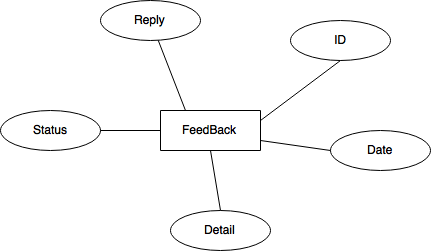 Reply
ID
Status
FeedBack
Date
Detail